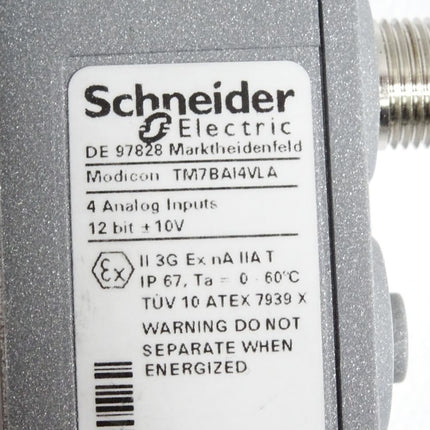 Schneider
Electric
DE 97828 Marktheidenfeld
Modicon TM7BAI4VLA
4 Analog Inputs
12 bit ± 10V
Ex II 3G Ex nA IIA T
IP 67, Ta = 0 - 60°C
TÜV 10 ATEX 7939 X
WARNING DO NOT
SEPARATE WHEN
ENERGIZED